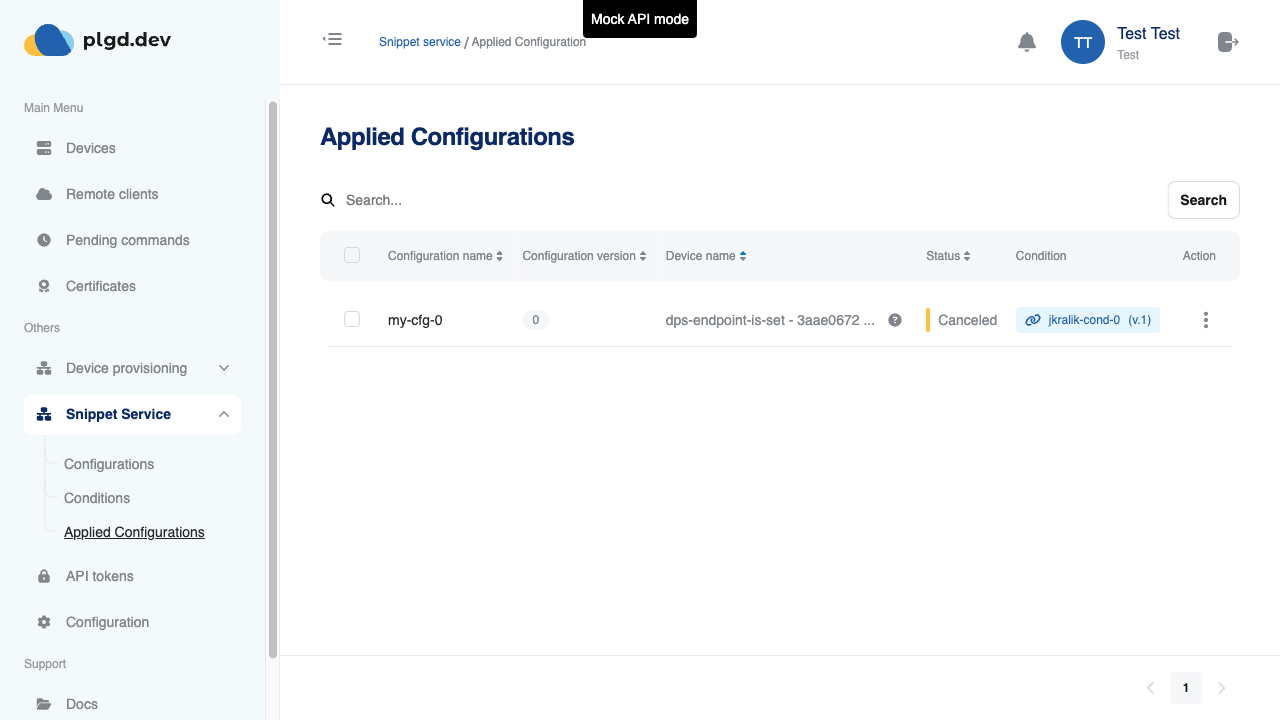 Mock API mode
plgd.dev
Snippet service / Applied Configuration
TT
Test Test
Test
Main Menu
Devices
Remote clients
Pending commands
Certificates
Others
Device provisioning
Snippet Service
Configurations
Conditions
Applied Configurations
API tokens
Configuration
Support
Docs
Applied Configurations
Search...
Search
Configuration name Configuration version Device name Status Condition Action
my-cfg-0 0 dps-endpoint-is-set - 3aae0672 ... ? Canceled jkralik-cond-0 (v.1)
1